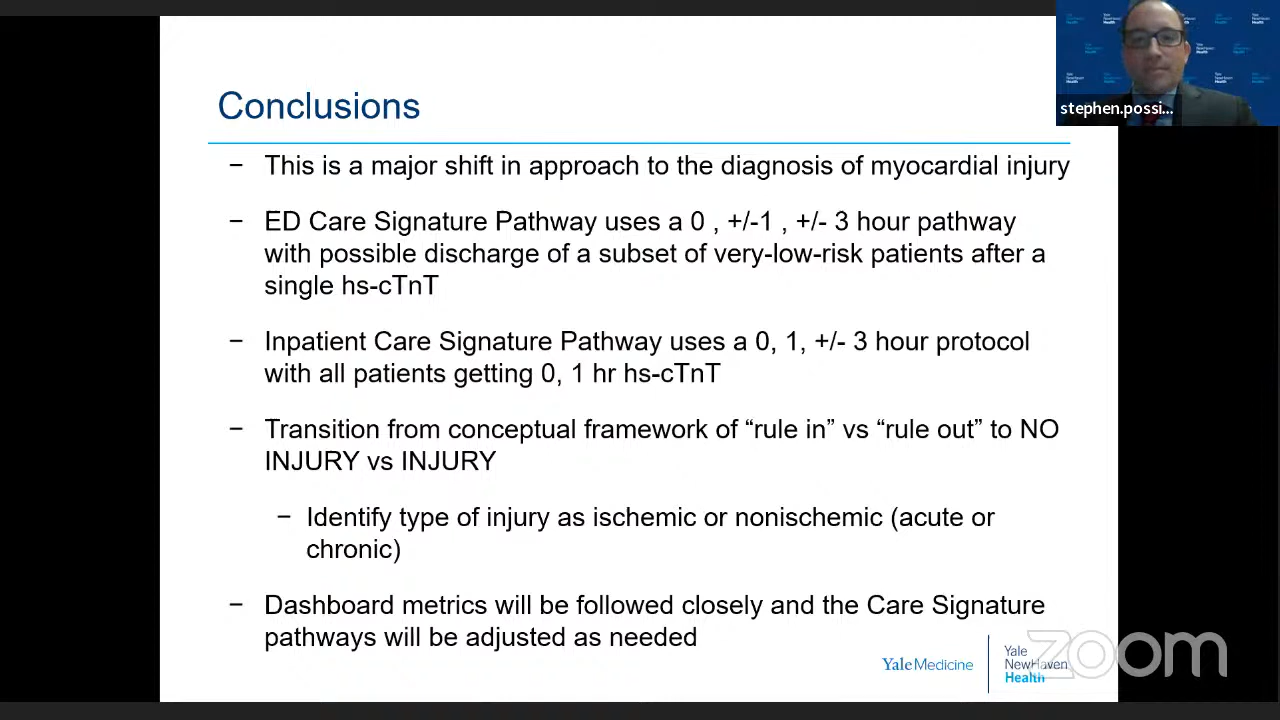 Conclusions
− This is a major shift in approach to the diagnosis of myocardial injury
− ED Care Signature Pathway uses a 0 , +/-1 , +/- 3 hour pathway
with possible discharge of a subset of very-low-risk patients after a
single hs-cTnT
− Inpatient Care Signature Pathway uses a 0, 1, +/- 3 hour protocol
with all patients getting 0, 1 hr hs-cTnT
− Transition from conceptual framework of “rule in” vs “rule out” to NO
INJURY vs INJURY
− Identify type of injury as ischemic or nonischemic (acute or
chronic)
− Dashboard metrics will be followed closely and the Care Signature
pathways will be adjusted as needed
Yale Medicine
Yale
NewHaven
Health
zoom
stephen.possi...
Yale
NewHaven
Health